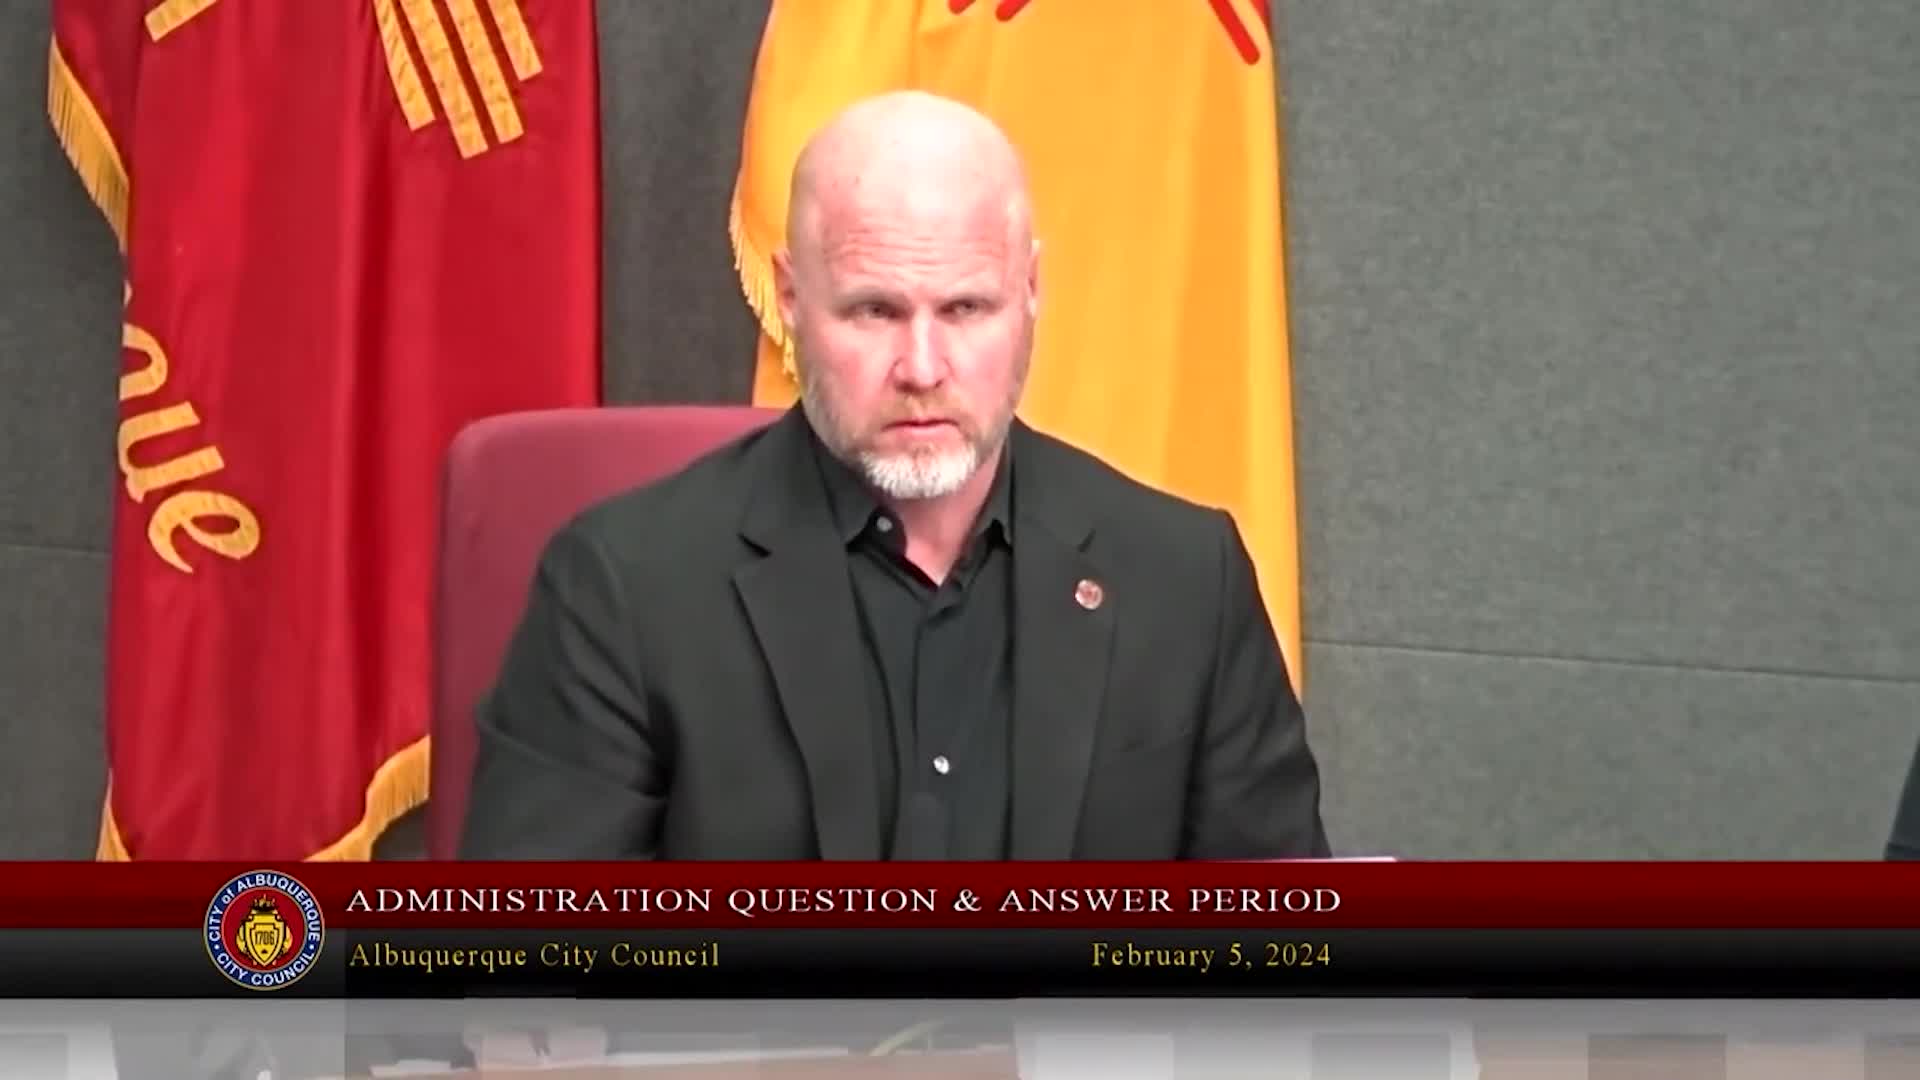 que
ADMINISTRATION QUESTION & ANSWER PERIOD
Albuquerque City Council
February 5, 2024
CITY of ALBUQUERQUE
1706
CITY COUNCIL